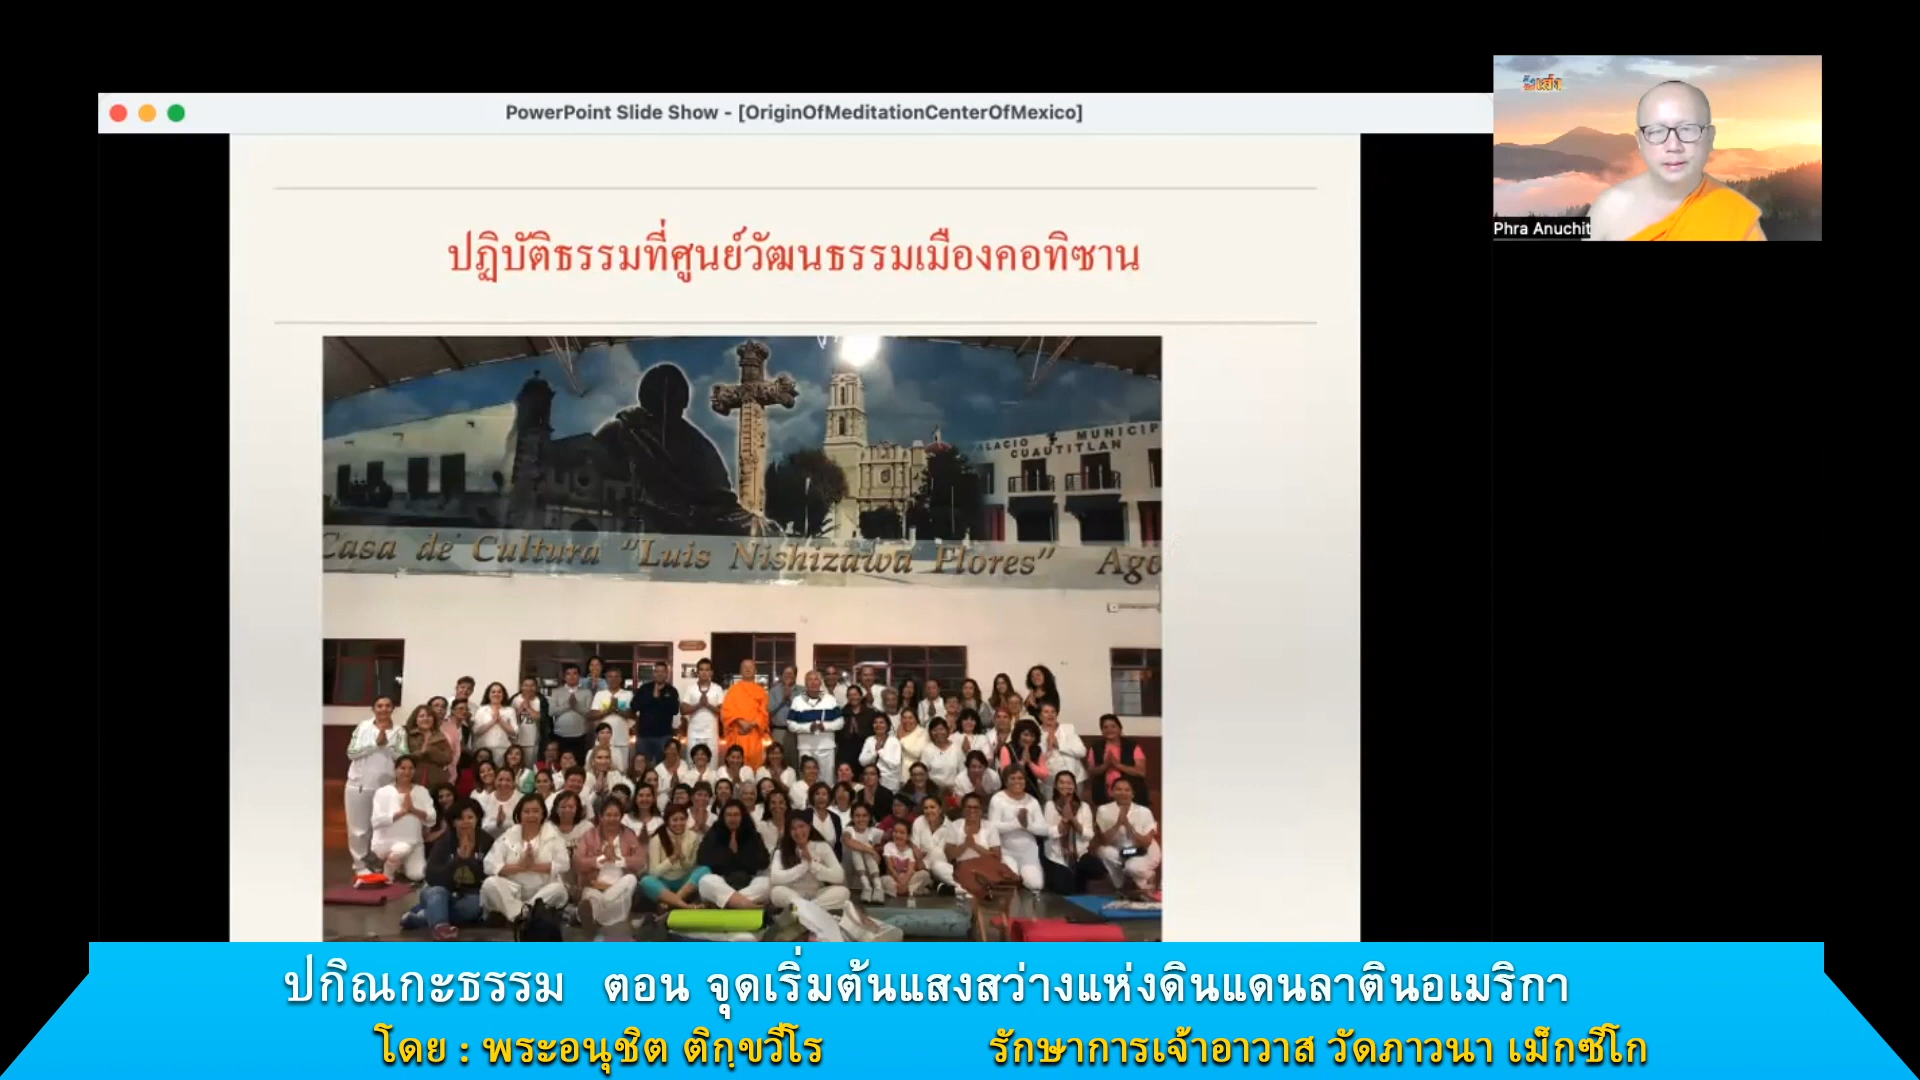 PowerPoint Slide Show - [OriginOfMeditationCenterOfMexico]
Phra Anuchit
ปฏิบัติธรรมที่ศูนย์วัฒนธรรมเมืองคอทิซาน
ALACIO MUNICIP
CUAUTITLAN
Casa de Cultura "Luis Nishizawa Flores" Ago
ปกิณกะธรรม ตอน จุดเริ่มต้นแสงสว่างแห่งดินแดนลาตินอเมริกา
โดย : พระอนุชิต ติกฺขวีโร รักษาการเจ้าอาวาส วัดภาวนา เม็กซิโก